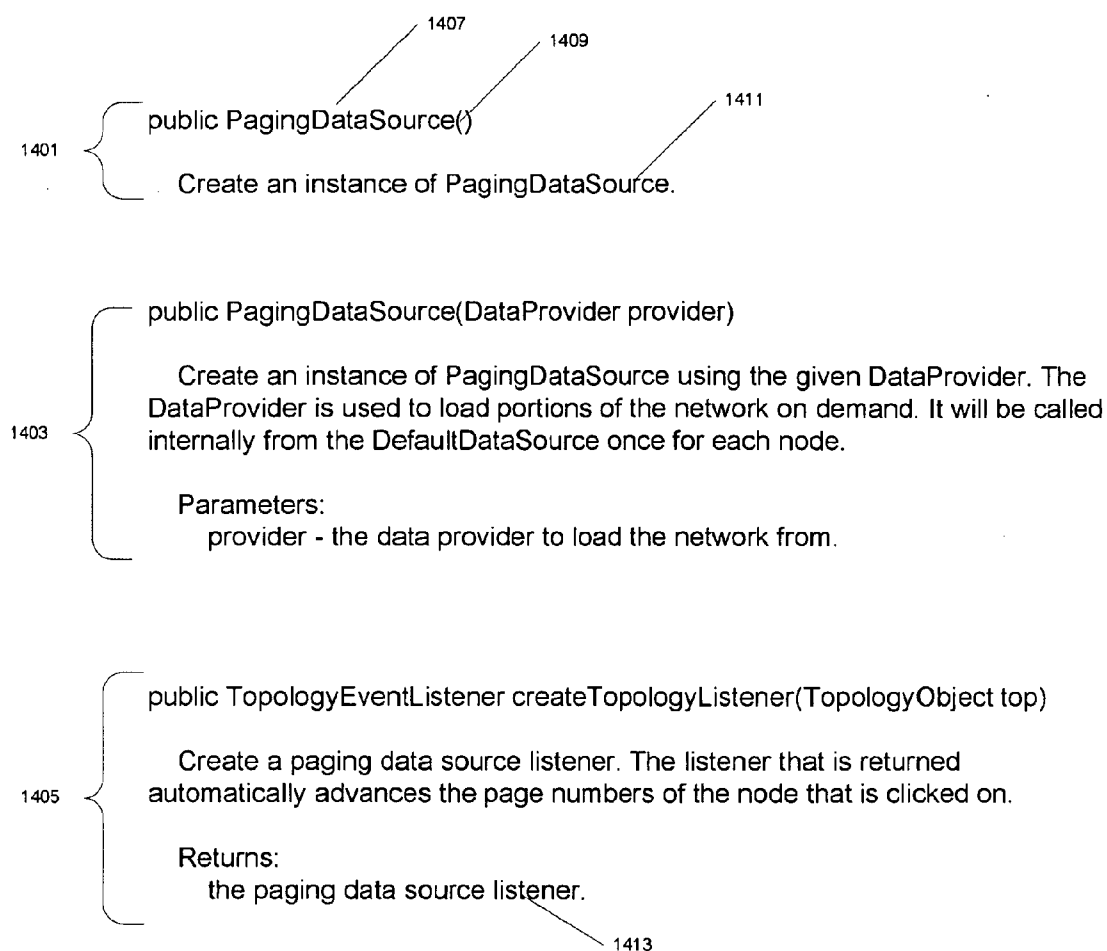 1407
1409
public PagingDataSource()
1411
1401
Create an instance of PagingDataSource.
public PagingDataSource(DataProvider provider)
Create an instance of PagingDataSource using the given DataProvider. The
DataProvider is used to load portions of the network on demand. It will be called
1403
internally from the DefaultDataSource once for each node.
Parameters:
provider - the data provider to load the network from.
public TopologyEventListener createTopologyListener(TopologyObject top)
Create a paging data source listener. The listener that is returned
1405
automatically advances the page numbers of the node that is clicked on.
Returns:
the paging data source listener.
1413